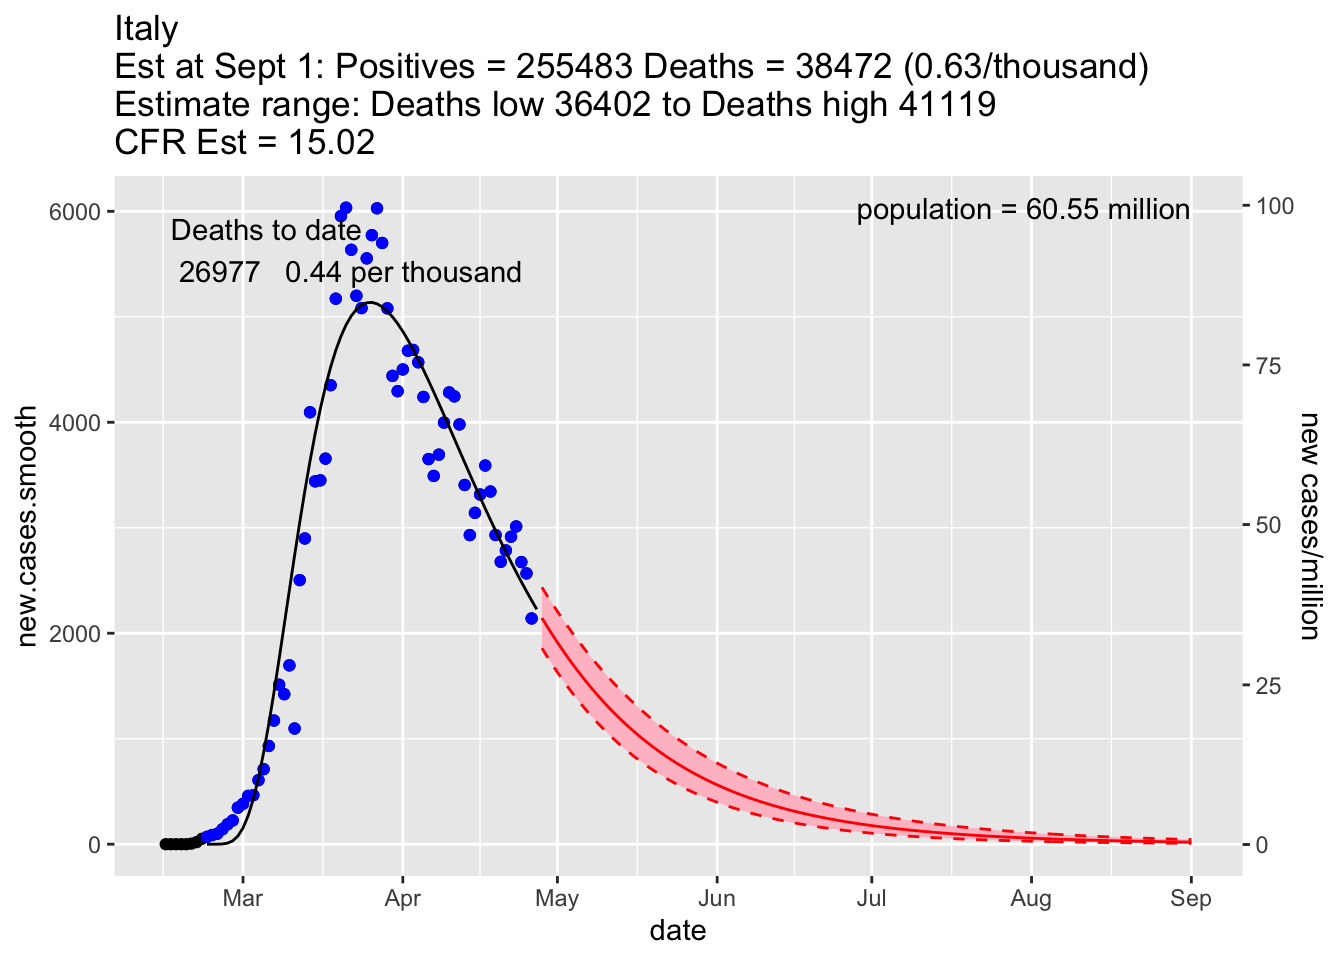 Italy
Est at Sept 1: Positives = 255483 Deaths = 38472 (0.63/thousand)
Estimate range: Deaths low 36402 to Deaths high 41119
CFR Est = 15.02
6000
4000
2000
0
new.cases.smooth
Deaths to date
26977 0.44 per thousand
population = 60.55 million
100
75
50
25
0
new cases/million
Mar Apr May Jun Jul Aug Sep
date